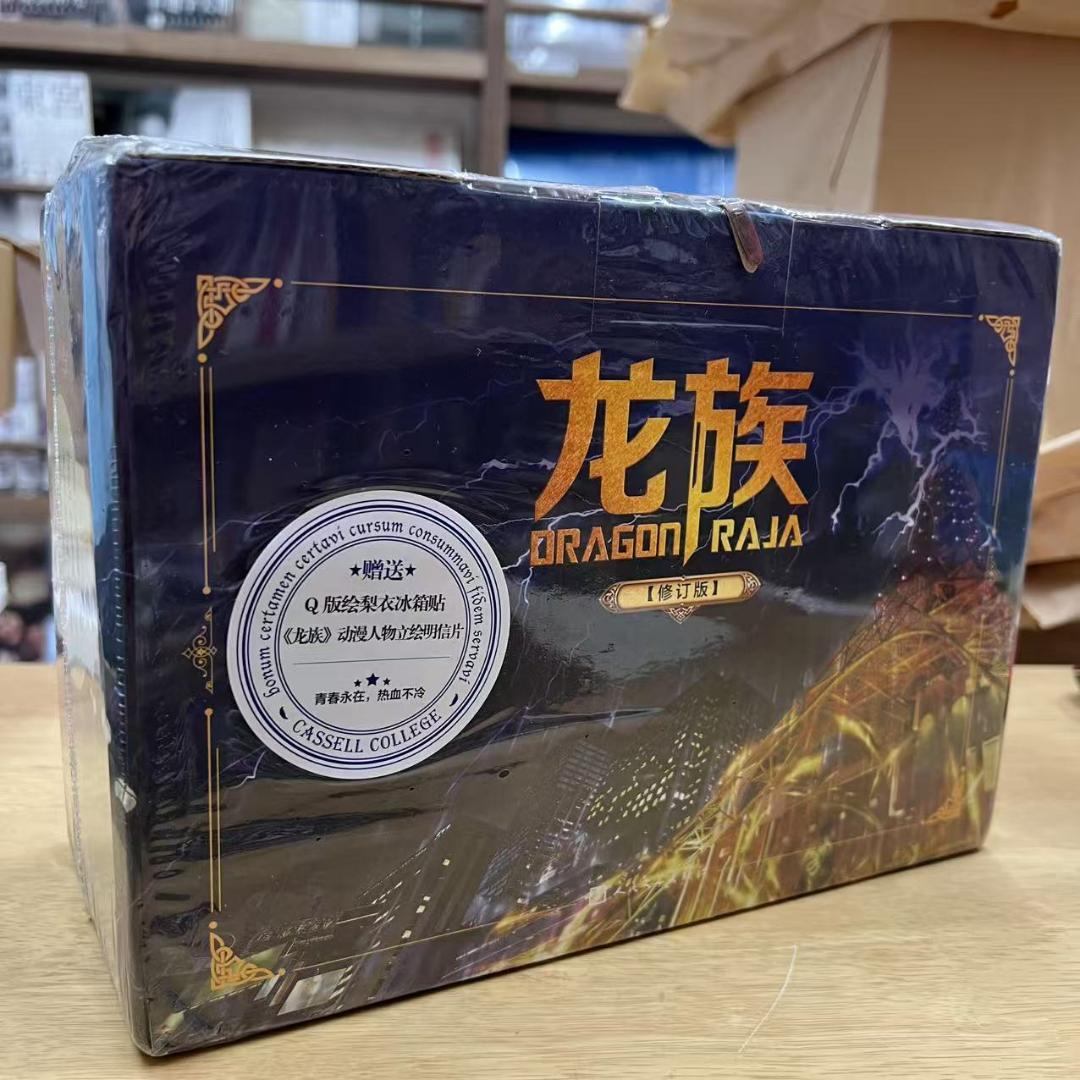 龙族
DRAGON RAJA
【修订版】
bonum certamen certavi cursum consummavi fidem servavi
★赠送★
Q版绘梨衣冰箱贴
《龙族》动漫人物立绘明信片
青春永在，热血不冷
CASSELL COLLEGE